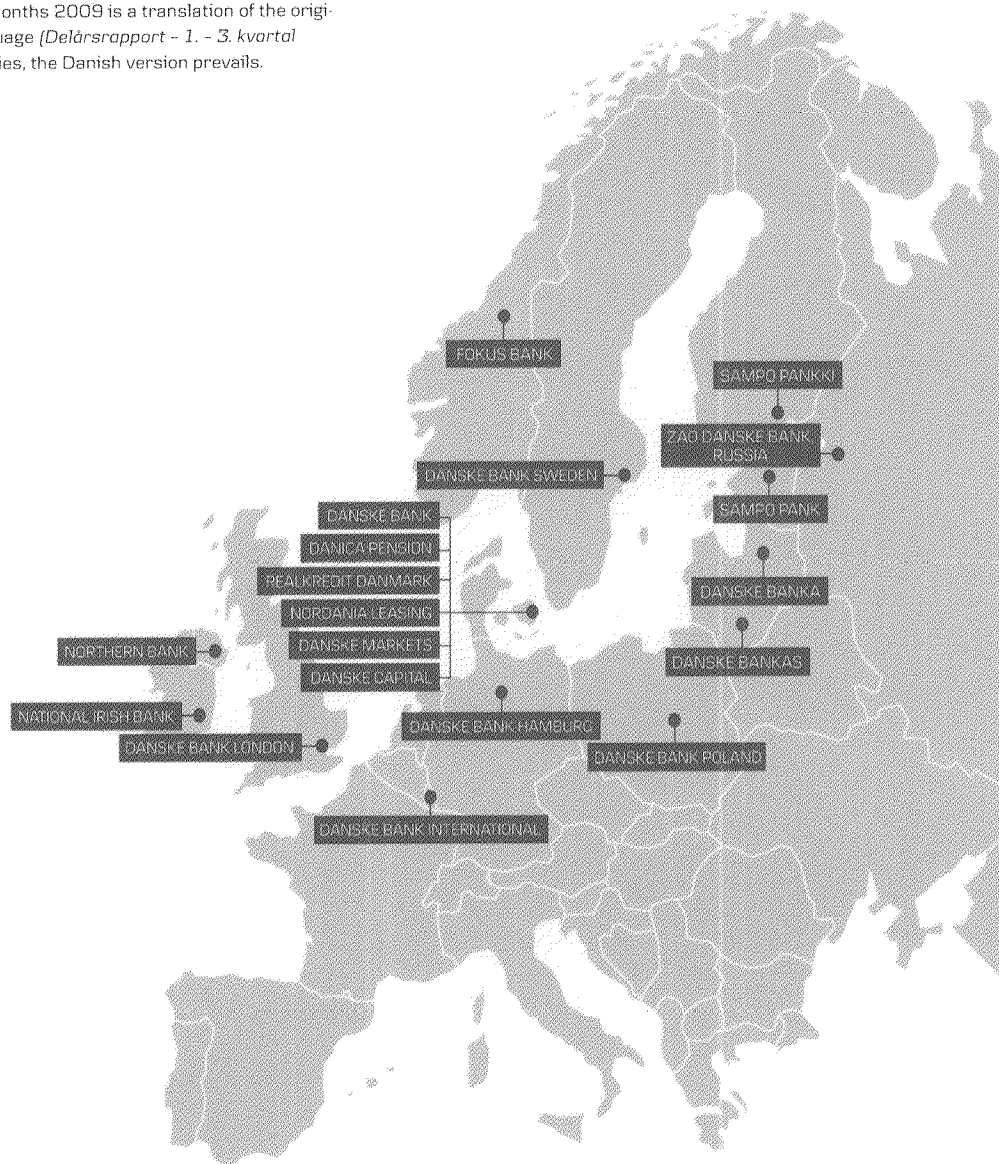 onths 2009 is a translation of the origi-
uage (Delårsrapport - 1. - 3. kvartal
ies, the Danish version prevails.
FOKUS BANK
SAMPO PANKKI
ZAO DANSKE BANK
RUSSIA
DANSKE BANK SWEDEN
SAMPO PANK
DANSKE BANK
DANICA PENSION
REALKREDIT DANMARK
NORDANIA LEASING
DANSKE MARKETS
DANSKE CAPITAL
DANSKE BANKA
DANSKE BANKAS
NORTHERN BANK
NATIONAL IRISH BANK
DANSKE BANK LONDON
DANSKE BANK HAMBURG
DANSKE BANK POLAND
DANSKE BANK INTERNATIONAL